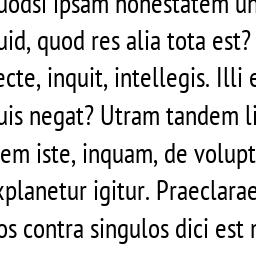 uodsi ipsam honestatem un
uid, quod res alia tota est?
ecte, inquit, intellegis. Illi e
uis negat? Utram tandem li
em iste, inquam, de volupt
xplanetur igitur. Praeclarae
os contra singulos dici est